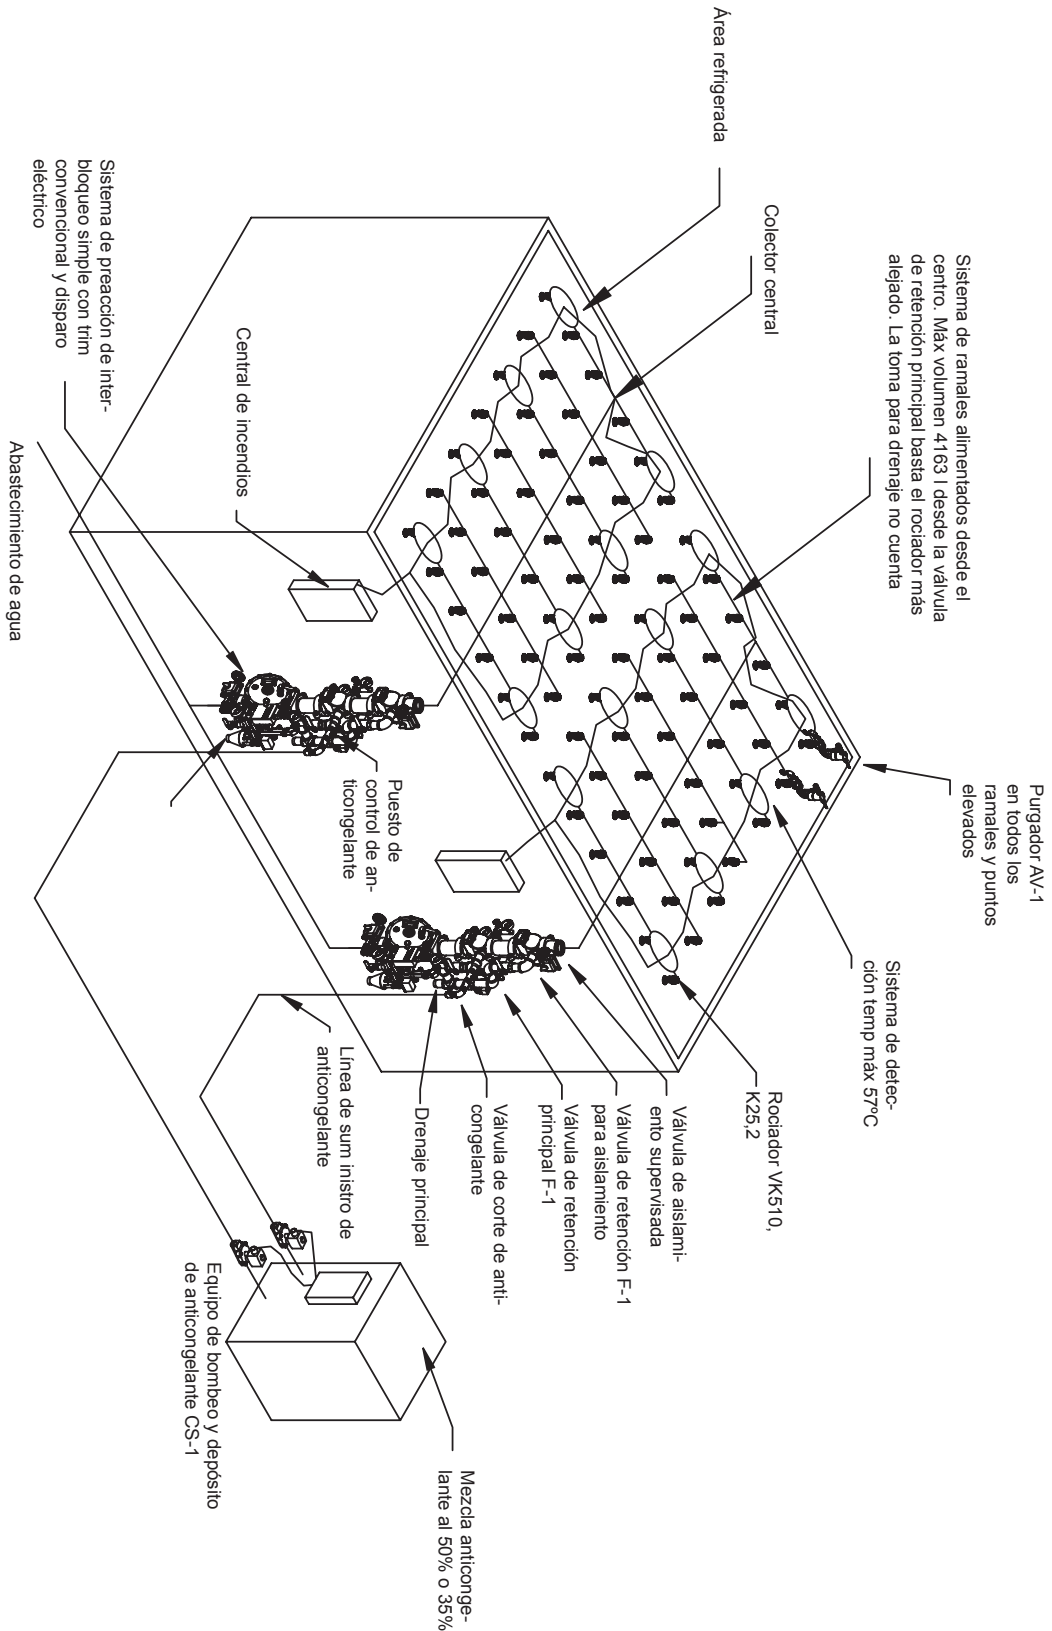 Área refrigerada
Colector central
Sistema de ramales alimentados desde el
centro. Máx volumen 4163 l desde la válvula
de retención principal basta el rociador más
alejado. La toma para drenaje no cuenta
Purgador AV-1
en todos los
ramales y puntos
elevados
Sistema de detec-
ción temp máx 57ºC
Rociador VK510,
K25,2
Sistema de preacción de inter-
bloqueo simple con trim
convencional y disparo
eléctrico
Central de incendios
Abastecimiento de agua
Puesto de
control de an-
ticongelante
Válvula de aislami-
ento supervisada
Válvula de retención F-1
para aislamiento
Válvula de retención
principal F-1
Válvula de corte de anti-
congelante
Drenaje principal
Línea de sum inistro de
anticongelante
Equipo de bombeo y depósito
de anticongelante CS-1
Mezcla anticonge-
lante al 50% o 35%